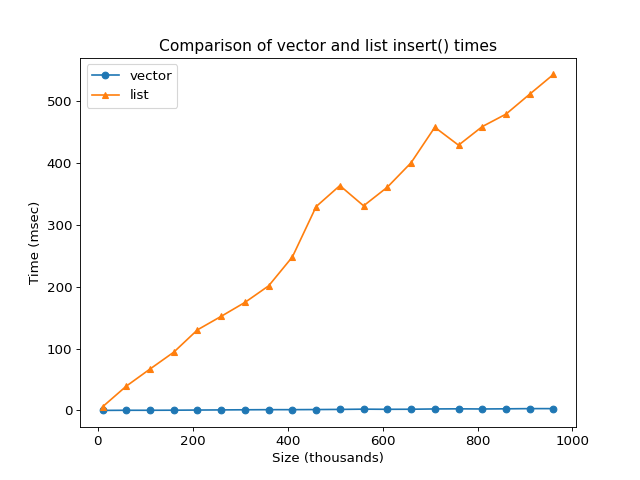 Comparison of vector and list insert() times
vector
list
Time (msec)
500
400
300
200
100
0
0 200 400 600 800 1000
Size (thousands)